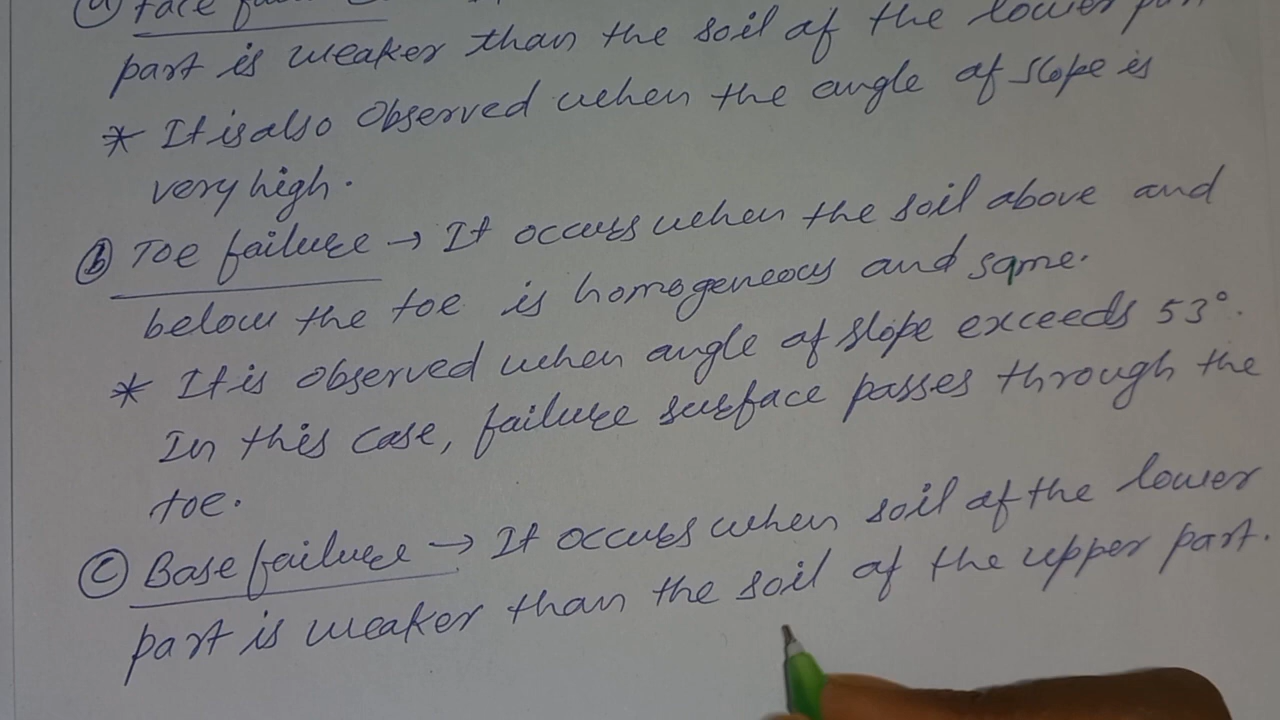 (a) Face
part is weaker than the soil of the lower part
* It is also observed when the angle of slope is
very high.
(b) Toe failure → It occurs when the soil above and
below the toe is homogeneous and same.
* It is observed when angle of slope exceeds 53°.
In this case, failure surface passes through the
toe.
(c) Base failure → It occurs when soil of the lower
part is weaker than the soil of the upper part.